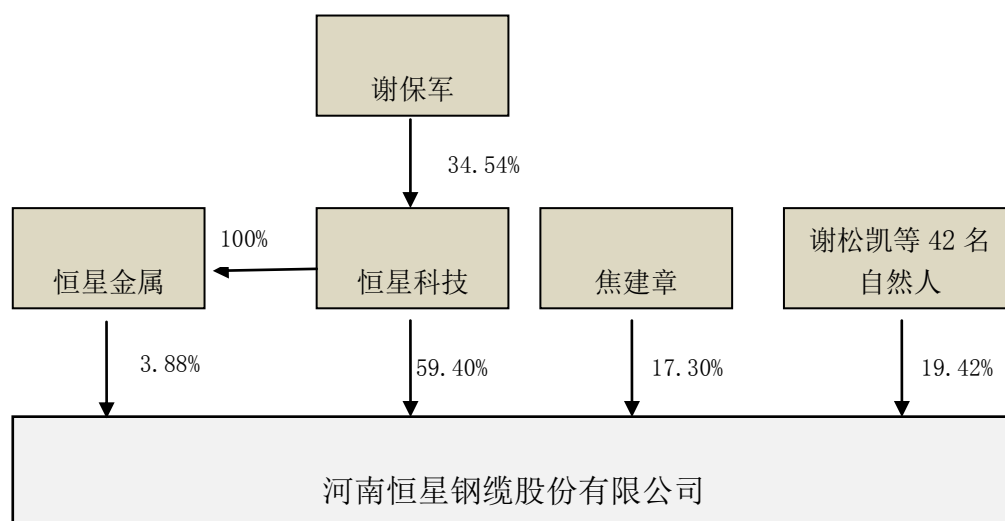 谢保军
34.54%
恒星金属
100%
恒星科技
焦建章
谢松凯等 42 名
自然人
3.88%
59.40%
17.30%
19.42%
河南恒星钢缆股份有限公司